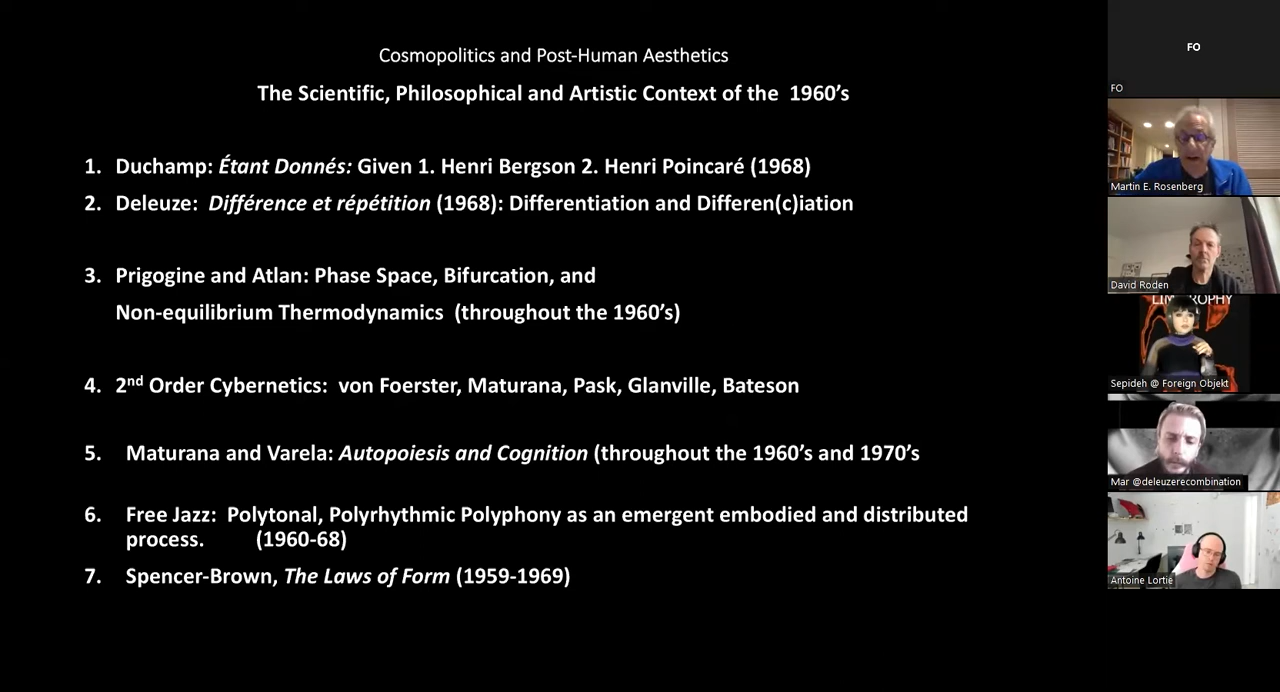 Cosmopolitics and Post-Human Aesthetics
The Scientific, Philosophical and Artistic Context of the 1960's
1. Duchamp: Étant Donnés: Given 1. Henri Bergson 2. Henri Poincaré (1968)
2. Deleuze: Différence et répétition (1968): Differentiation and Differen(c)iation
3. Prigogine and Atlan: Phase Space, Bifurcation, and
Non-equilibrium Thermodynamics (throughout the 1960's)
4. 2nd Order Cybernetics: von Foerster, Maturana, Pask, Glanville, Bateson
5. Maturana and Varela: Autopoiesis and Cognition (throughout the 1960's and 1970's
6. Free Jazz: Polytonal, Polyrhythmic Polyphony as an emergent embodied and distributed
process. (1960-68)
7. Spencer-Brown, The Laws of Form (1959-1969)
FO
FO
Martin E. Rosenberg
David Roden
Sepideh @ Foreign Objekt
Mar @deleuzerecombination
Antoine Lortie